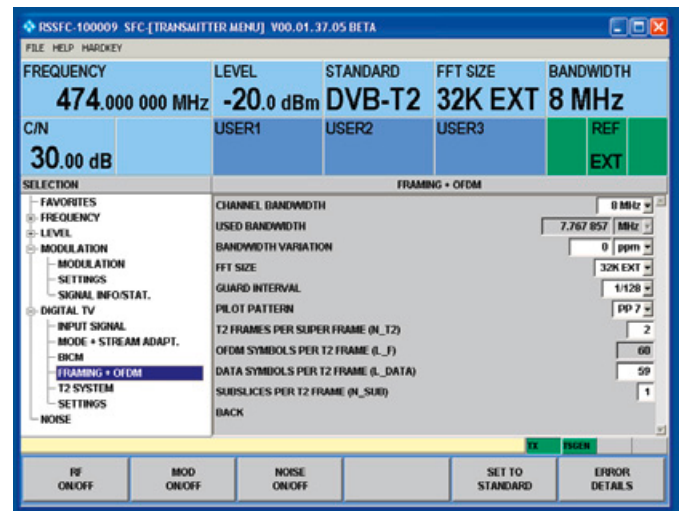 RSSFC-100009 SFC-[TRANSMITTER MENU] V00.01.37.05 BETA
FILE HELP HARDKEY
FREQUENCY LEVEL STANDARD FFT SIZE BANDWIDTH
474.000 000 MHz -20.0 dBm DVB-T2 32K EXT 8 MHz
C/N USER1 USER2 USER3 REF
30.00 dB EXT
SELECTION FRAMING + OFDM
FAVORITES
FREQUENCY
LEVEL
MODULATION
MODULATION
SETTINGS
SIGNAL INFO/STAT.
DIGITAL TV
INPUT SIGNAL
MODE + STREAM ADAPT.
BICM
FRAMING + OFDM
T2 SYSTEM
SETTINGS
NOISE
CHANNEL BANDWIDTH 8 MHz
USED BANDWIDTH 7.767 857 MHz
BANDWIDTH VARIATION 0 ppm
FFT SIZE 32K EXT
GUARD INTERVAL 1/128
PILOT PATTERN PP 7
T2 FRAMES PER SUPER FRAME (N_T2) 2
OFDM SYMBOLS PER T2 FRAME (L_F) 60
DATA SYMBOLS PER T2 FRAME (L_DATA) 59
SUBSLICES PER T2 FRAME (N_SUB) 1
BACK
TX TSGEN
RF ON/OFF
MOD ON/OFF
NOISE ON/OFF
SET TO STANDARD
ERROR DETAILS